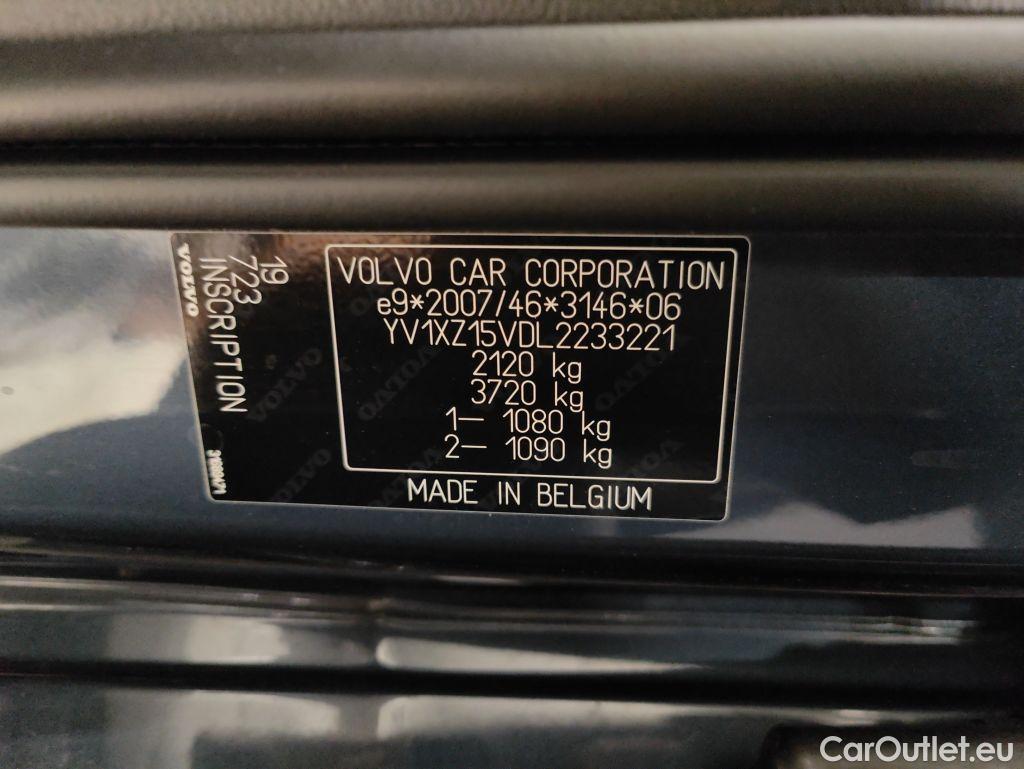 VOLVO
19
723
INSCRIPTION
VOLVO CAR CORPORATION
e9*2007/46*3146*06
YV1XZ15VDL2233221
2120 kg
3720 kg
1— 1080 kg
2— 1090 kg
MADE IN BELGIUM
CarOutlet.eu